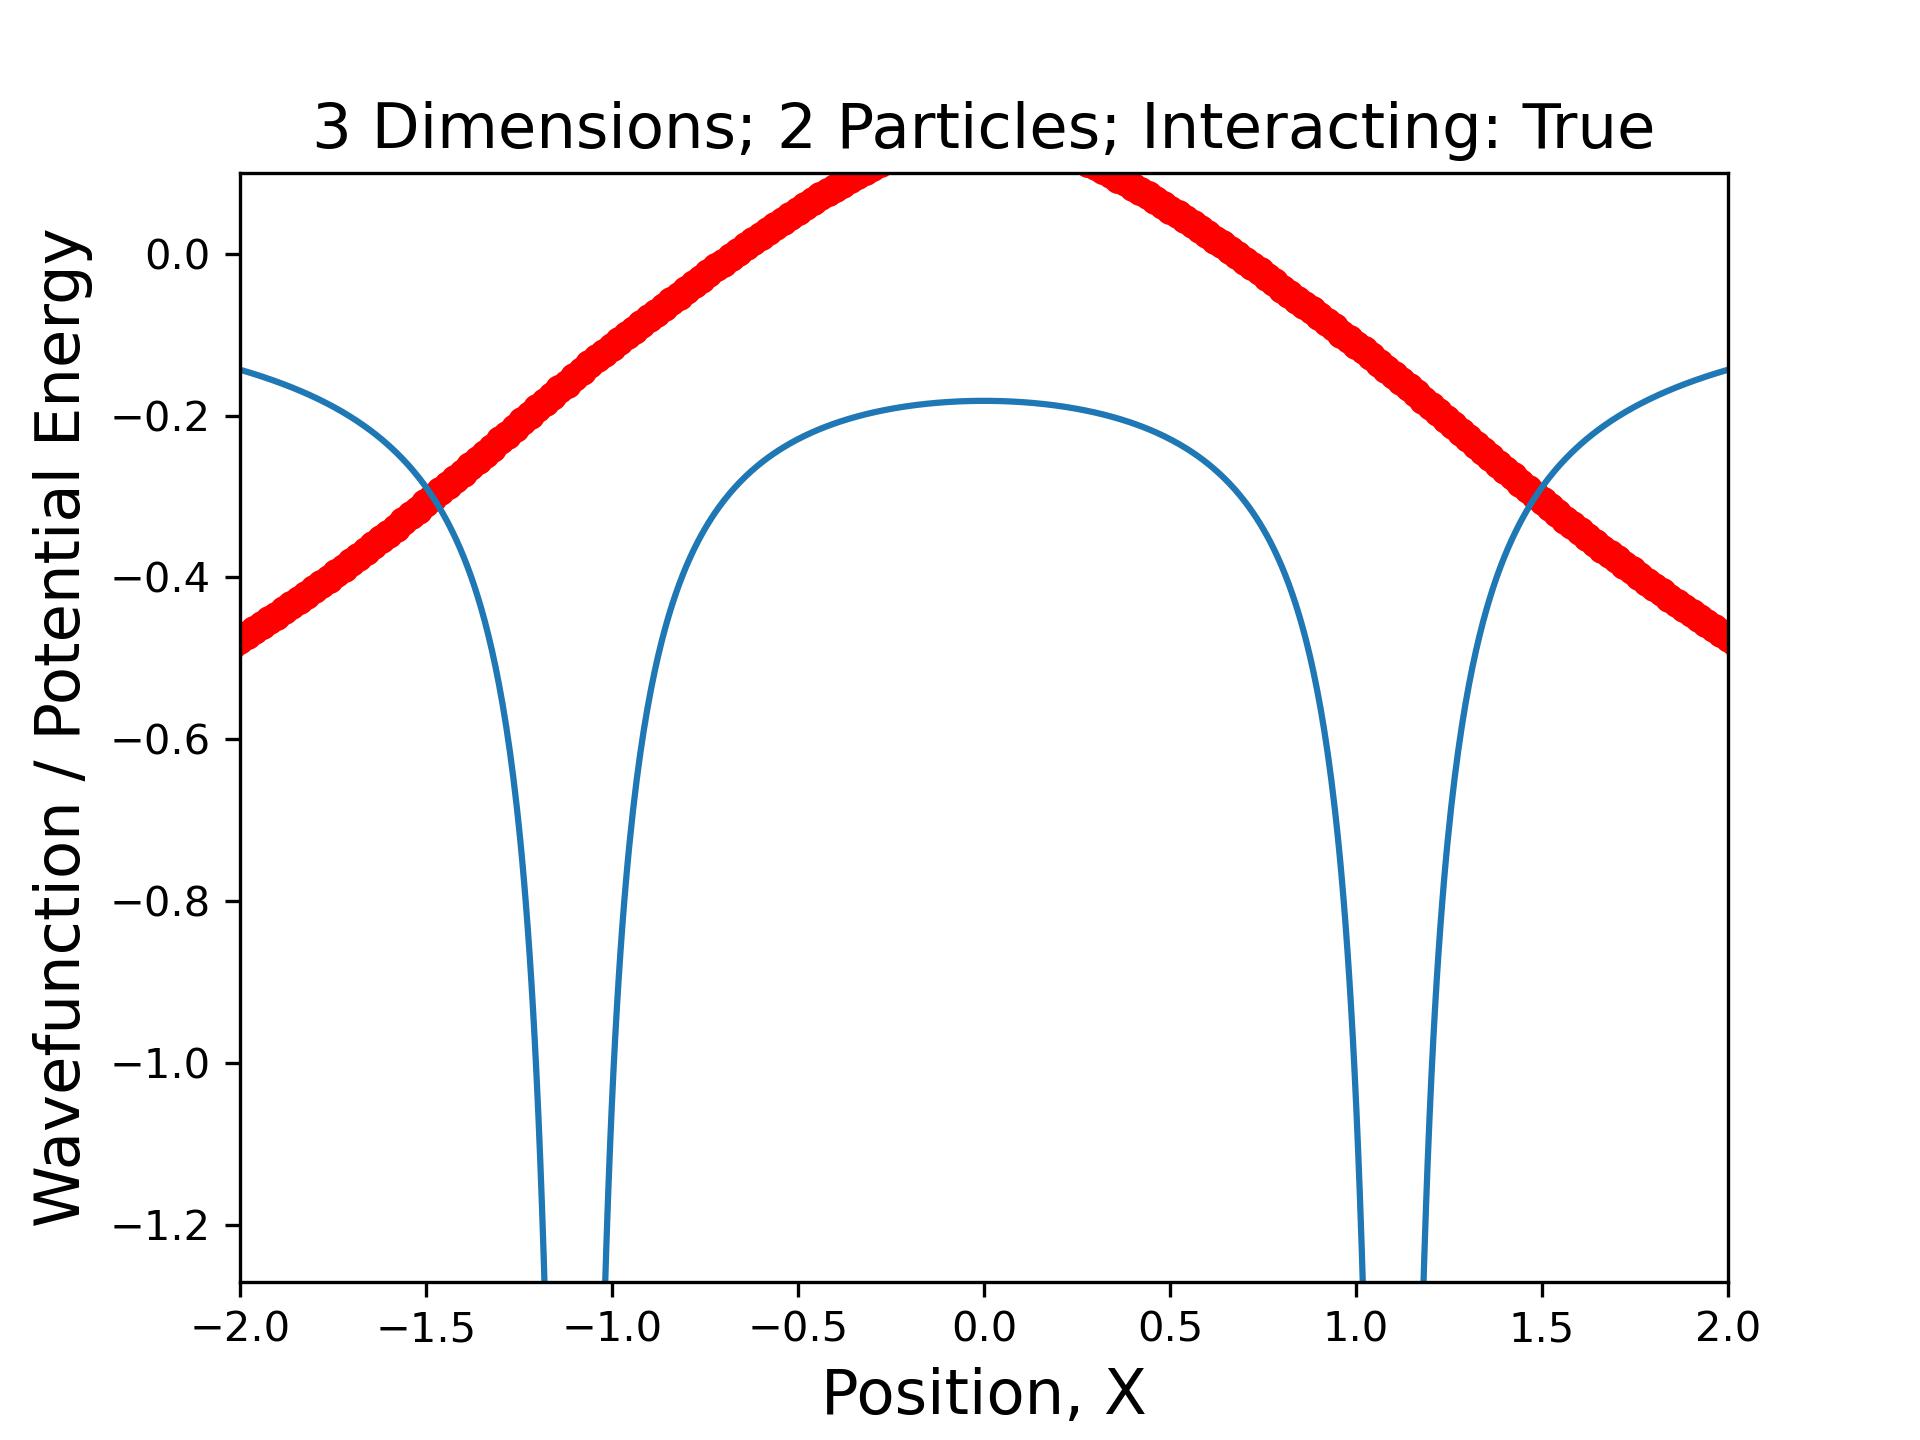 3 Dimensions; 2 Particles; Interacting: True
Wavefunction / Potential Energy
0.0
−0.2
−0.4
−0.6
−0.8
−1.0
−1.2
−2.0 −1.5 −1.0 −0.5 0.0 0.5 1.0 1.5 2.0
Position, X